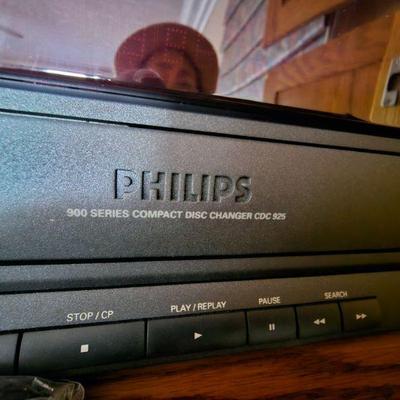 PHILIPS
900 SERIES COMPACT DISC CHANGER CDC 925
STOP / CP
PLAY / REPLAY
PAUSE
SEARCH